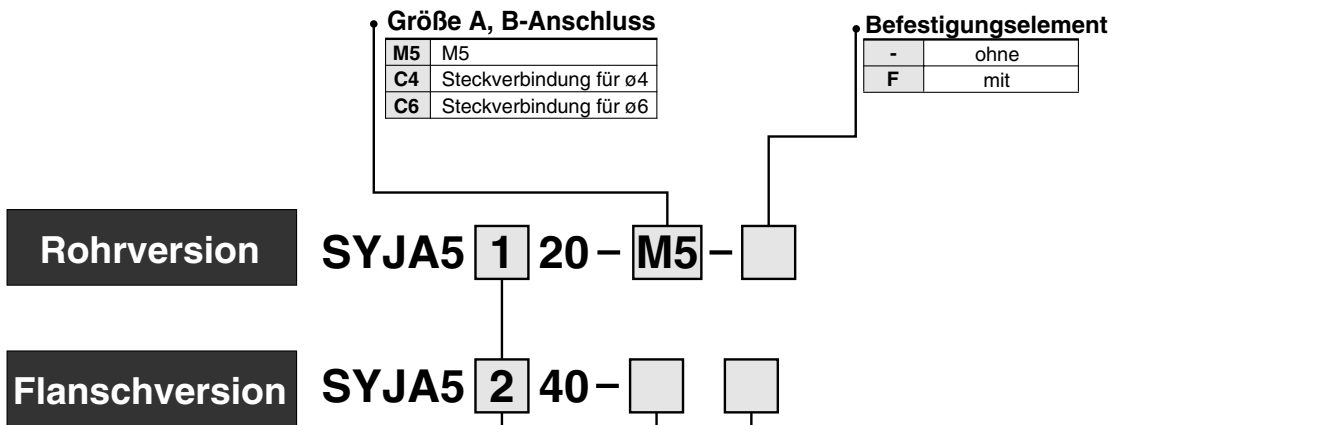 Größe A, B-Anschluss
M5 M5
C4 Steckverbindung für ø4
C6 Steckverbindung für ø6
Befestigungselement
- ohne
F mit
Rohrversion SYJA5 1 20 – M5 –
Flanschversion SYJA5 2 40 –